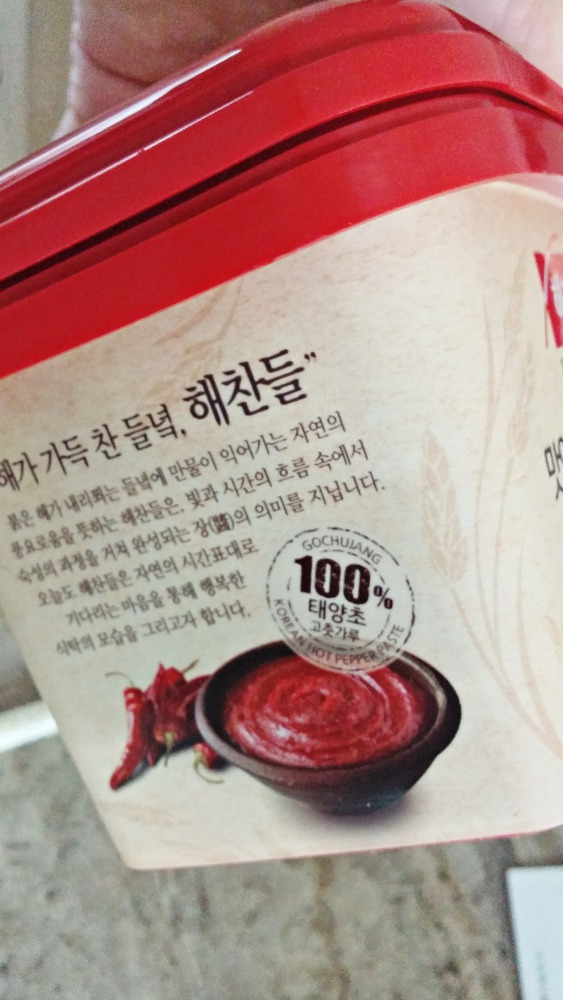 해가 가득 찬 들녘, 해찬들”
붉은 해가 내리쬐는 들녘에 만물이 익어가는 자연의
풍요로움을 뜻하는 해찬들은, 빛과 시간의 흐름 속에서
숙성의 과정을 거쳐 완성되는 장(醬)의 의미를 지닙니다.
오늘도 해찬들은 자연의 시간표대로
기다리는 마음을 통해 행복한
식탁의 모습을 그리고자 합니다.
GOCHUJANG
100%
태양초
고춧가루
KOREAN HOT PEPPER PASTE